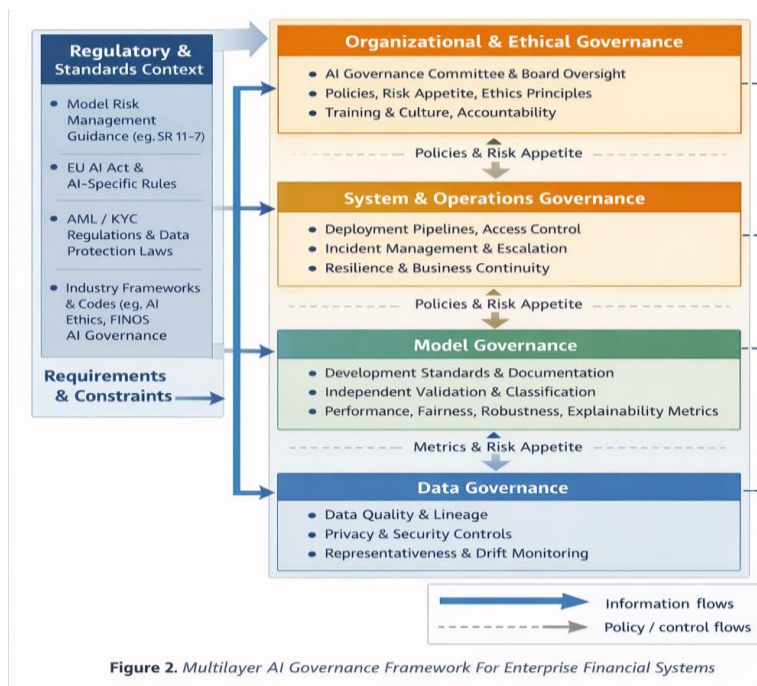 Regulatory &
Standards Context
• Model Risk
Management
Guidance (eg. SR 11–7)
• EU AI Act &
AI-Specific Rules
• AML / KYC
Regulations & Data
Protection Laws
• Industry Frameworks
& Codes (eg, AI
Ethics, FINOS
AI Governance
Requirements
& Constraints
Organizational & Ethical Governance
• AI Governance Committee & Board Oversight
• Policies, Risk Appetite, Ethics Principles
• Training & Culture, Accountability
Policies & Risk Appetite
System & Operations Governance
• Deployment Pipelines, Access Control
• Incident Management & Escalation
• Resilience & Business Continuity
Policies & Risk Appetite
Model Governance
• Development Standards & Documentation
• Independent Validation & Classification
• Performance, Fairness, Robustness, Explainability Metrics
Metrics & Risk Appetite
Data Governance
• Data Quality & Lineage
• Privacy & Security Controls
• Representativeness & Drift Monitoring
Information flows
Policy / control flows
Figure 2. Multilayer AI Governance Framework For Enterprise Financial Systems